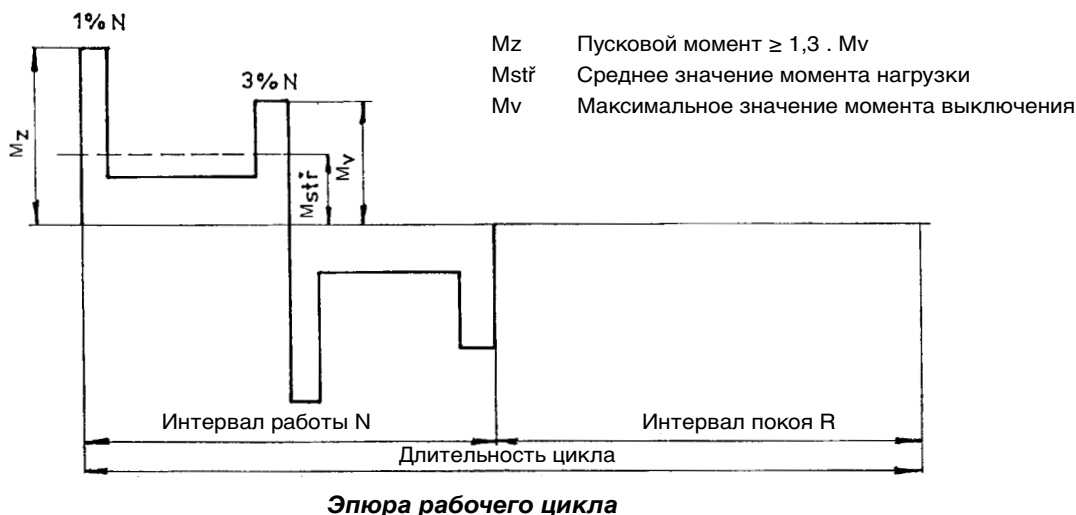 1% N
Mz Пусковой момент ≥ 1,3 . Mv
Mstř Среднее значение момента нагрузки
3% N
Mv Максимальное значение момента выключения
Mz
Mv
Mstř
Интервал работы N
Интервал покоя R
Длительность цикла
Эпюра рабочего цикла